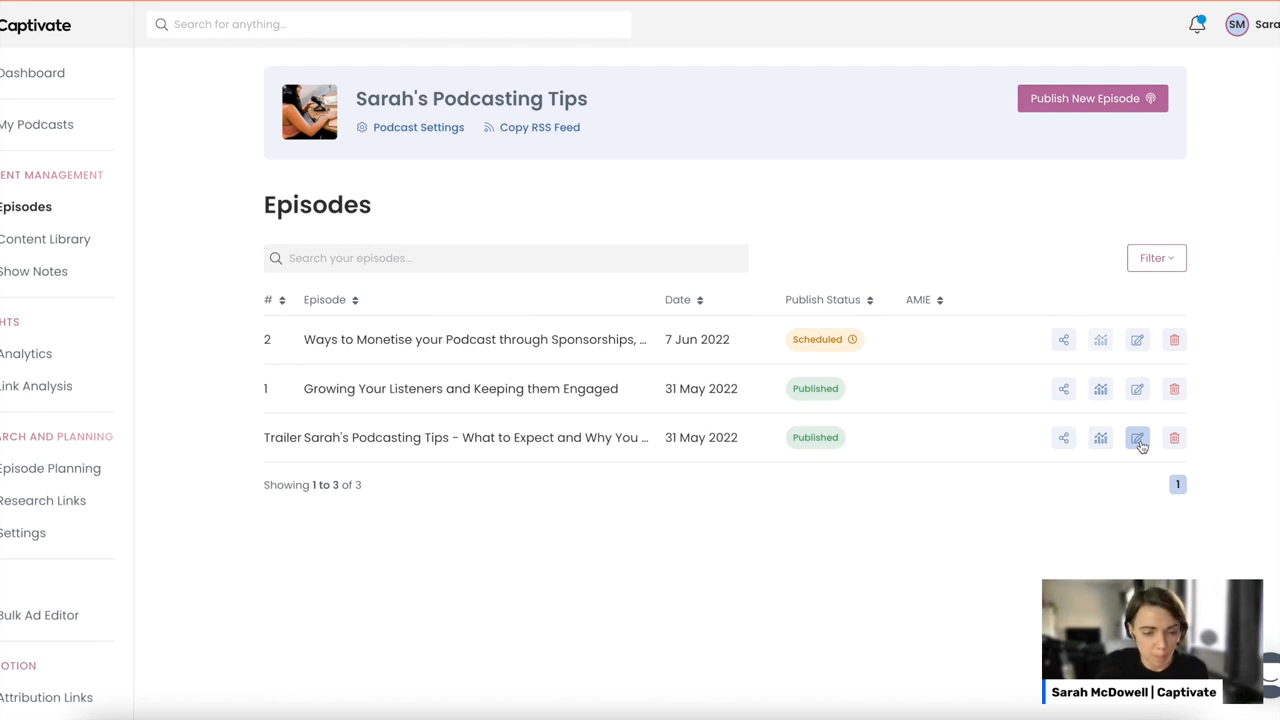 Captivate
Search for anything...
SM
Sara
Dashboard
My Podcasts
ENT MANAGEMENT
Episodes
Content Library
Show Notes
HTS
Analytics
Link Analysis
ARCH AND PLANNING
Episode Planning
Research Links
Settings
Bulk Ad Editor
OTION
Attribution Links
Sarah's Podcasting Tips
Podcast Settings
Copy RSS Feed
Publish New Episode
Episodes
Search your episodes...
Filter
# Episode Date Publish Status AMIE
2 Ways to Monetise your Podcast through Sponsorships, ... 7 Jun 2022 Scheduled
1 Growing Your Listeners and Keeping them Engaged 31 May 2022 Published
Trailer Sarah's Podcasting Tips - What to Expect and Why You ... 31 May 2022 Published
Showing 1 to 3 of 3
1
Sarah McDowell | Captivate